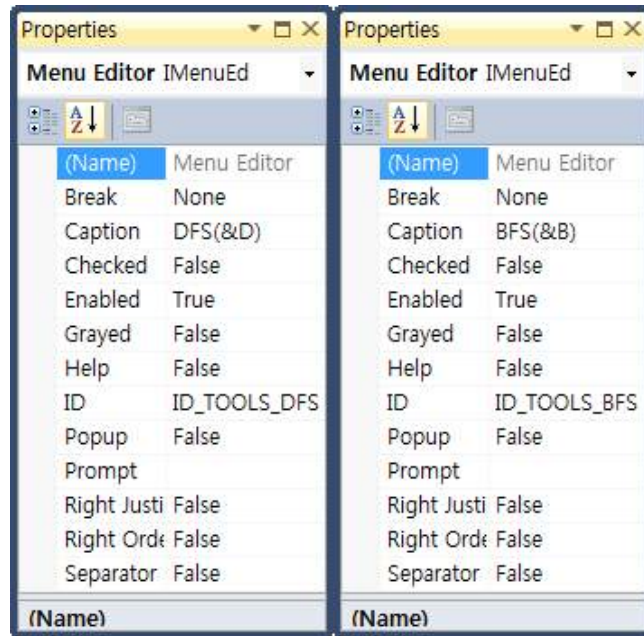 Properties
Menu Editor IMenuEd
(Name) Menu Editor
Break None
Caption DFS(&D)
Checked False
Enabled True
Grayed False
Help False
ID ID_TOOLS_DFS
Popup False
Prompt
Right Justi False
Right Orde False
Separator False
(Name)
Properties
Menu Editor IMenuEd
(Name) Menu Editor
Break None
Caption BFS(&B)
Checked False
Enabled True
Grayed False
Help False
ID ID_TOOLS_BFS
Popup False
Prompt
Right Justi False
Right Orde False
Separator False
(Name)